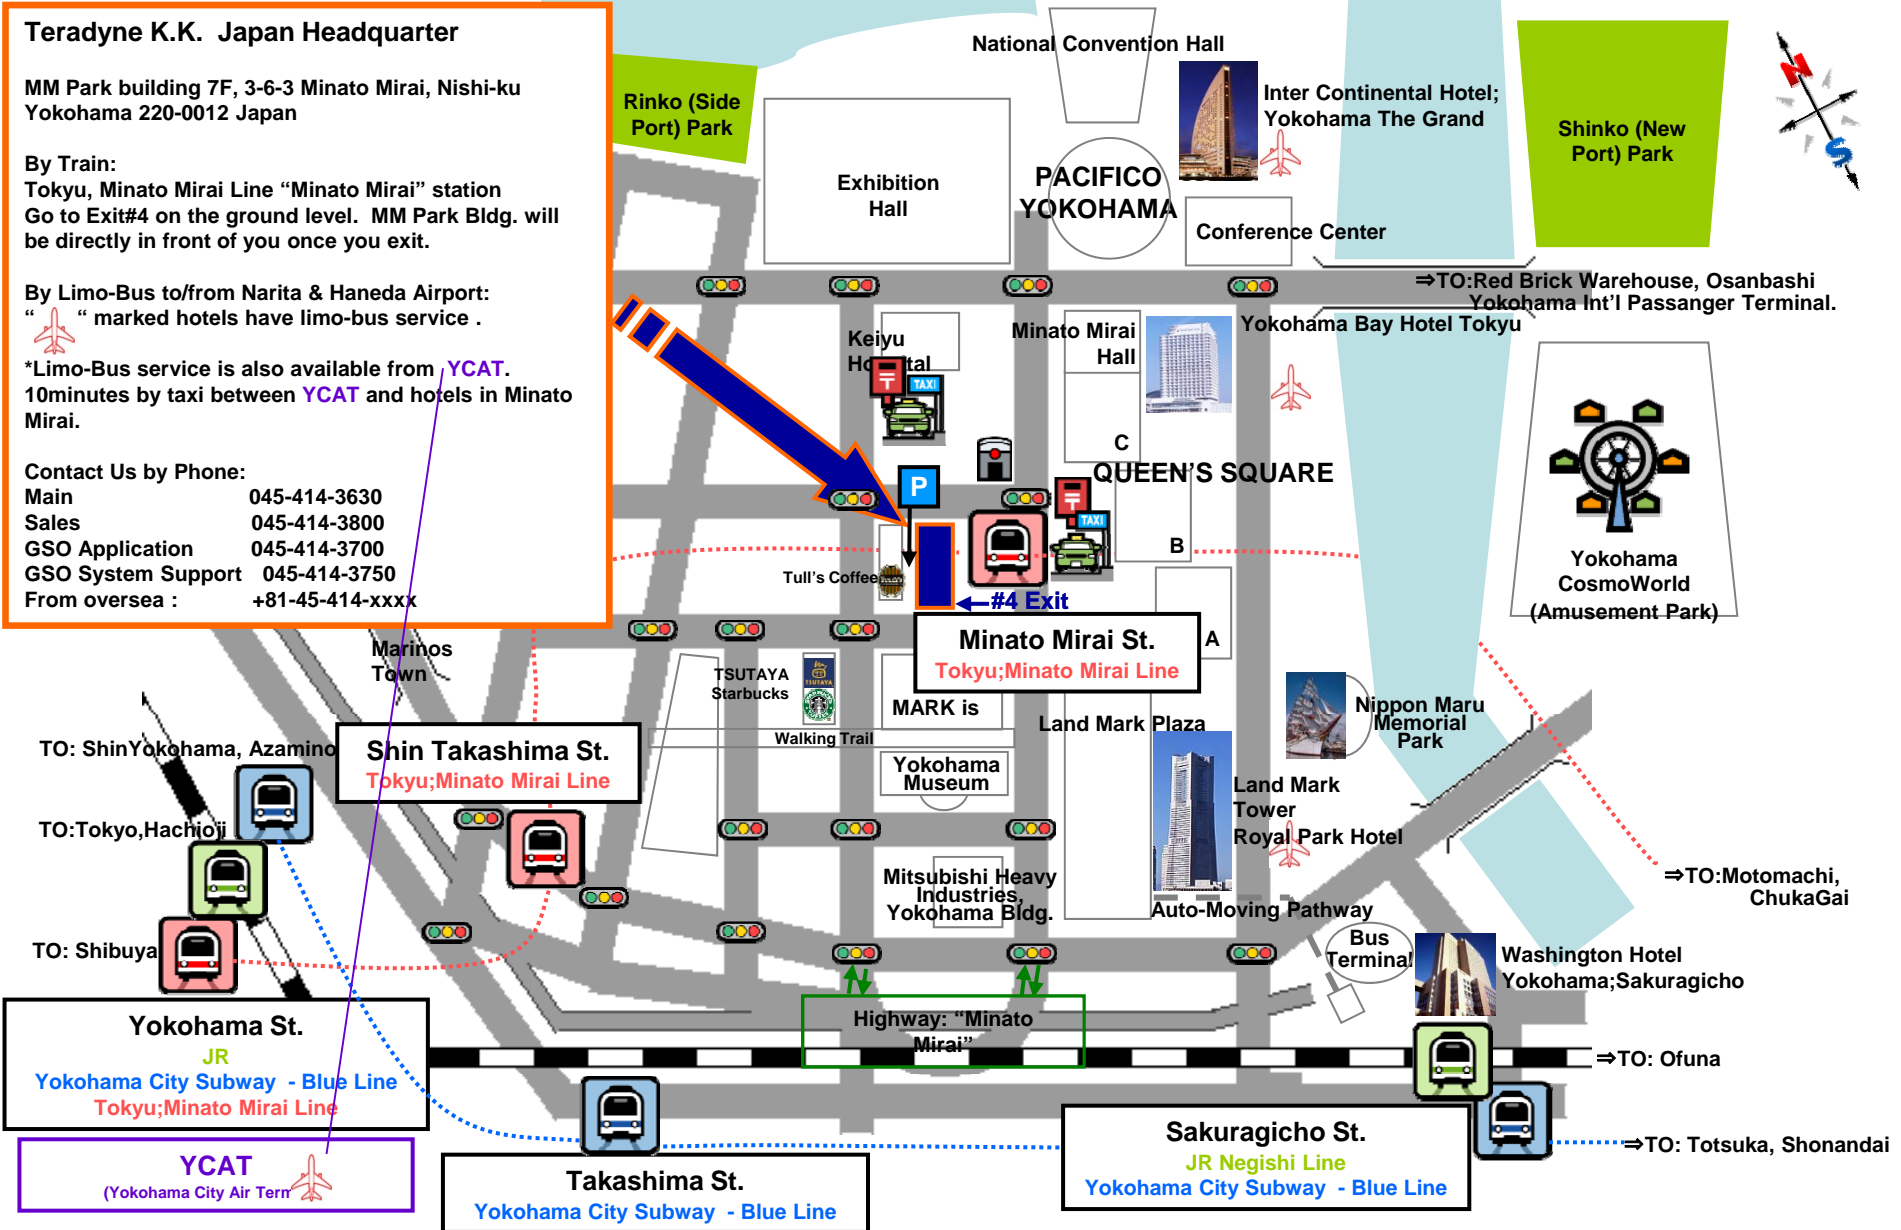 Teradyne K.K.  Japan Headquarter
MM Park building 7F, 3-6-3 Minato Mirai, Nishi-ku
Yokohama 220-0012 Japan
By Train:
Tokyu, Minato Mirai Line “Minato Mirai” station
Go to Exit#4 on the ground level.  MM Park Bldg. will
be directly in front of you once you exit.
By Limo-Bus to/from Narita & Haneda Airport:
“ “ marked hotels have limo-bus service .
*Limo-Bus service is also available from YCAT.
10minutes by taxi between YCAT and hotels in Minato
Mirai.
Contact Us by Phone:
Main 045-414-3630
Sales 045-414-3800
GSO Application 045-414-3700
GSO System Support 045-414-3750
From oversea : +81-45-414-xxxx
Rinko (Side
Port) Park
National Convention Hall
Inter Continental Hotel;
Yokohama The Grand
Shinko (New
Port) Park
N
S
Exhibition
Hall
PACIFICO
YOKOHAMA
Conference Center
⇒TO:Red Brick Warehouse, Osanbashi
Yokohama Int’l Passanger Terminal.
Keiyu
Hospital
TAXI
Minato Mirai
Hall
Yokohama Bay Hotel Tokyu
C
QUEEN’S SQUARE
P
TAXI
B
Tull’s Coffee
#4 Exit
Yokohama
CosmoWorld
(Amusement Park)
Minato Mirai St.
Tokyu;Minato Mirai Line
A
Marinos
Town
TSUTAYA
Starbucks
TSUTAYA
MARK is
Land Mark Plaza
Nippon Maru
Memorial
Park
Walking Trail
Shin Takashima St.
Tokyu;Minato Mirai Line
TO: ShinYokohama, Azamino
Yokohama
Museum
Land Mark
Tower
Royal Park Hotel
TO:Tokyo,Hachioji
Mitsubishi Heavy
Industries,
Yokohama Bldg.
⇒TO:Motomachi,
ChukaGai
Auto-Moving Pathway
Bus
Terminal
TO: Shibuya
Washington Hotel
Yokohama;Sakuragicho
Yokohama St.
JR
Yokohama City Subway  - Blue Line
Tokyu;Minato Mirai Line
Highway: “Minato
Mirai”
⇒TO: Ofuna
YCAT
(Yokohama City Air Term
Takashima St.
Yokohama City Subway  - Blue Line
Sakuragicho St.
JR Negishi Line
Yokohama City Subway  - Blue Line
⇒TO: Totsuka, Shonandai